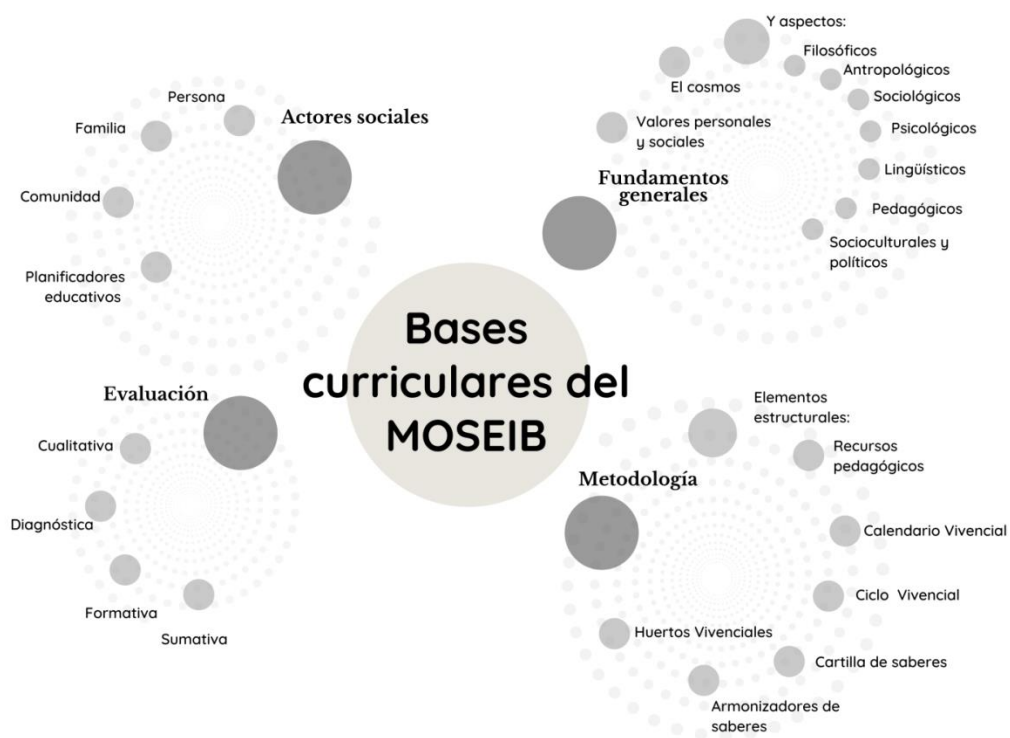 Bases
curriculares del
MOSEIB
Actores sociales
Persona
Familia
Comunidad
Planificadores
educativos
Fundamentos
generales
Valores personales
y sociales
El cosmos
Y aspectos:
Filosóficos
Antropológicos
Sociológicos
Psicológicos
Lingüísticos
Pedagógicos
Socioculturales y
políticos
Evaluación
Cualitativa
Diagnóstica
Formativa
Sumativa
Metodología
Elementos
estructurales:
Recursos
pedagógicos
Calendario Vivencial
Ciclo Vivencial
Cartilla de saberes
Armonizadores de
saberes
Huertos Vivenciales